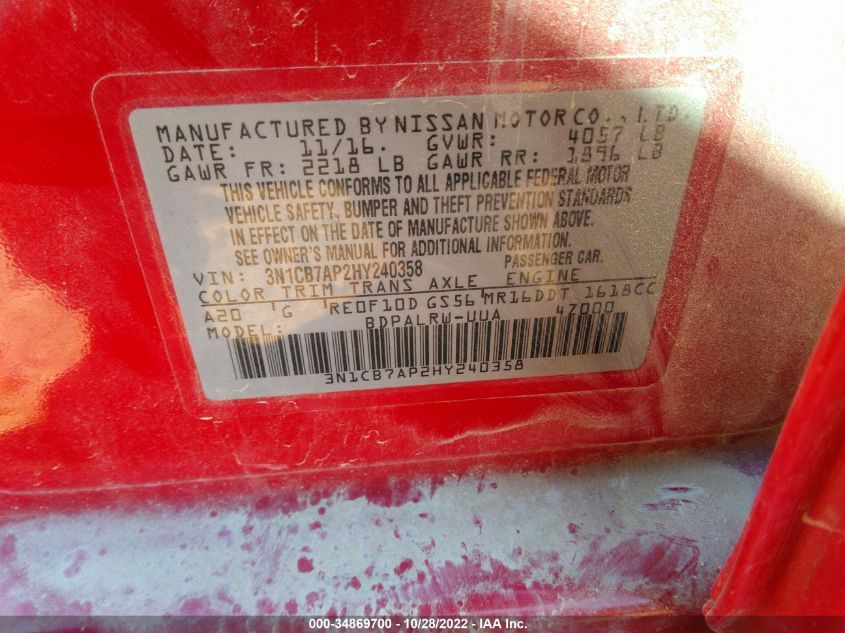 MANUFACTURED BY NISSAN MOTOR CO., LTD.
DATE: 11/16. GVWR: 4057 LB
GAWR FR: 2218 LB GAWR RR: 1896 LB
THIS VEHICLE CONFORMS TO ALL APPLICABLE FEDERAL MOTOR
VEHICLE SAFETY, BUMPER AND THEFT PREVENTION STANDARDS
IN EFFECT ON THE DATE OF MANUFACTURE SHOWN ABOVE.
SEE OWNER'S MANUAL FOR ADDITIONAL INFORMATION.
VIN: 3N1CB7AP2HY240358 PASSENGER CAR.
COLOR TRIM TRANS AXLE ENGINE
A20 G RE0F10D GS56 MR16DDT 1618CC
MODEL: BDPALRW-UUA 4Z000
3N1CB7AP2HY240358
000-34869700 - 10/28/2022 - IAA Inc.